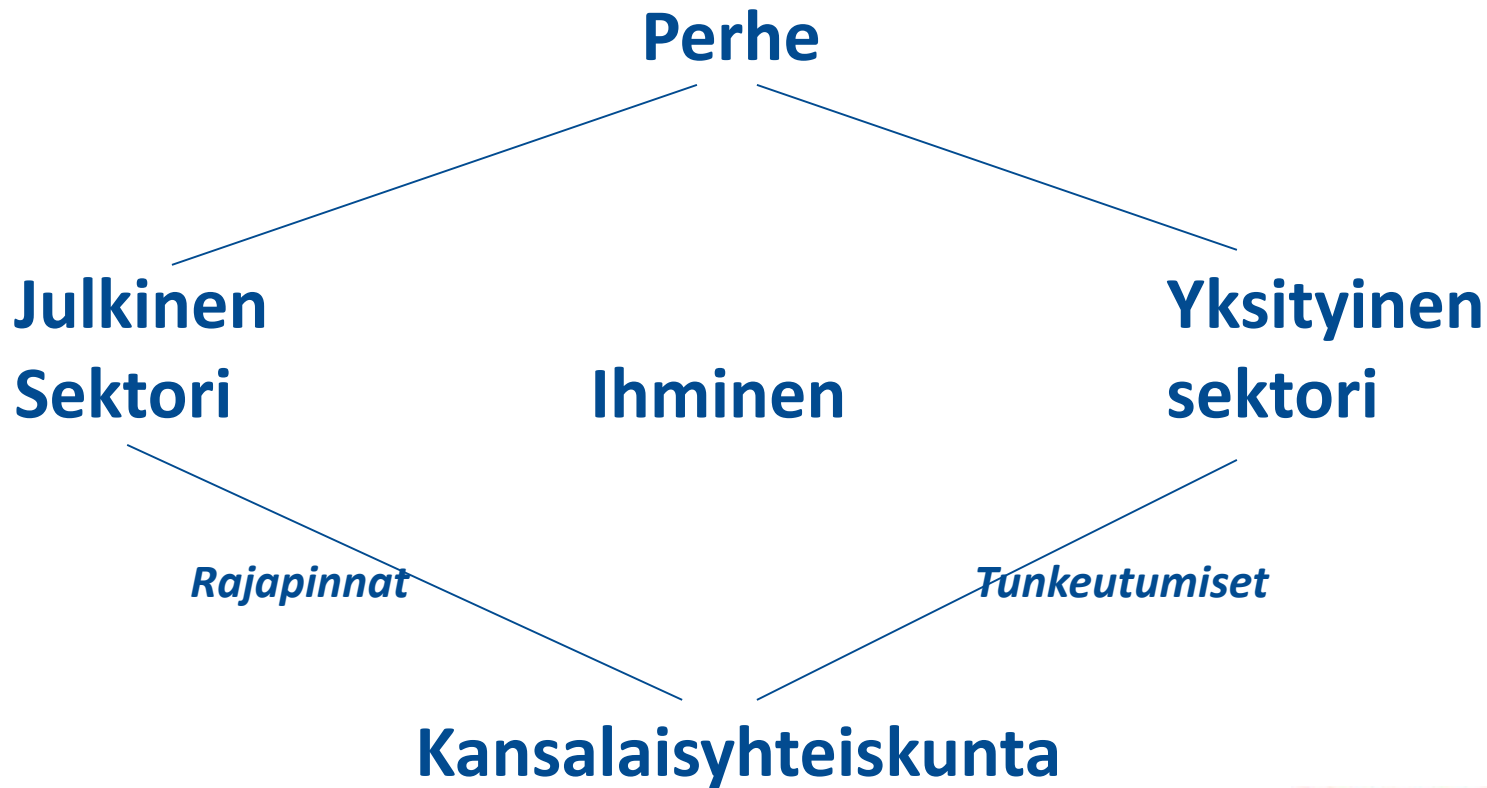 Perhe
Julkinen
Sektori
Ihminen
Yksityinen
sektori
Rajapinnat
Tunkeutumiset
Kansalaisyhteiskunta